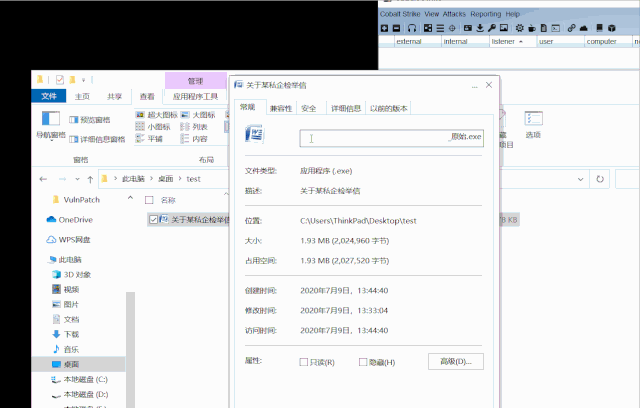 Cobalt Strike View Attacks Reporting Help
external internal listener user computer
管理
关于某私企检举信
文件 主页 共享 查看 应用程序工具
常规 兼容性 安全 详细信息 以前的版本
导航窗格
预览窗格
详细信息窗格
超大图标 大图标
小图标 列表
平铺 内容
窗格 布局
选项
项目
_原始.exe
此电脑 桌面 test
名称
VulnPatch
OneDrive
WPS网盘
此电脑
3D 对象
视频
图片
文档
下载
音乐
桌面
本地磁盘 (C:)
本地磁盘 (D:)
关于某私企检举信
KB
文件类型: 应用程序 (.exe)
描述: 关于某私企检举信
位置: C:\Users\ThinkPad\Desktop\test
大小: 1.93 MB (2,024,960 字节)
占用空间: 1.93 MB (2,027,520 字节)
创建时间: 2020年7月9日，13:44:40
修改时间: 2020年7月9日，13:33:04
访问时间: 2020年7月9日，13:44:40
属性: 只读(R) 隐藏(H) 高级(D)...